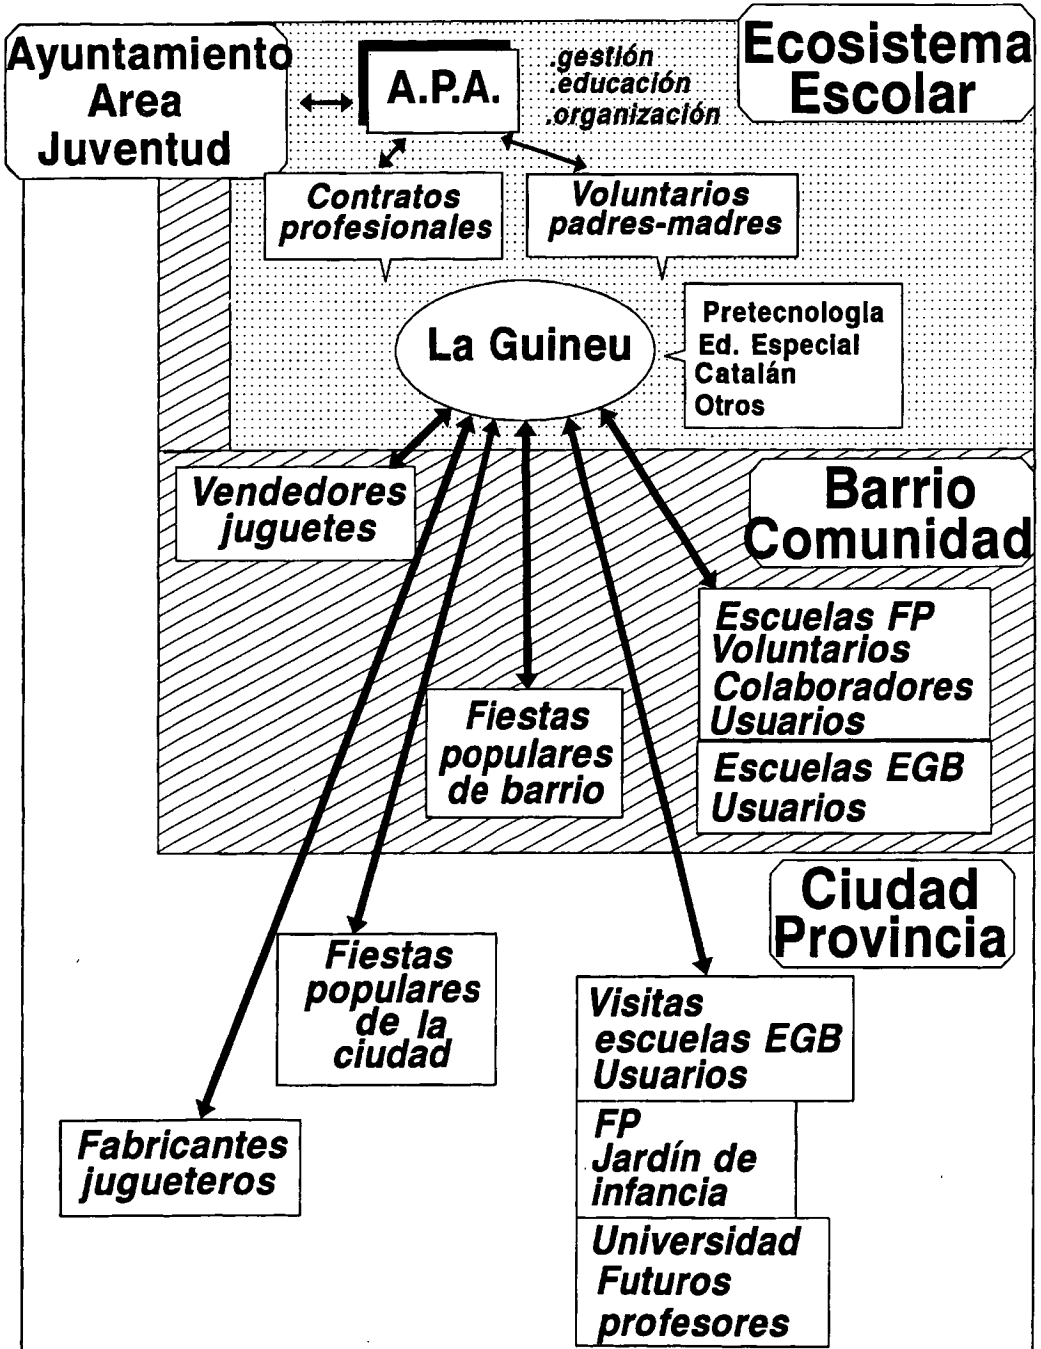 Ayuntamiento
Area
Juventud
A.P.A.
.gestión
.educación
.organización
Ecosistema
Escolar
Contratos
profesionales
Voluntarios
padres-madres
La Guineu
Pretecnología
Ed. Especial
Catalán
Otros
Vendedores
juguetes
Barrio
Comunidad
Escuelas FP
Voluntarios
Colaboradores
Usuarios
Escuelas EGB
Usuarios
Fiestas
populares
de barrio
Ciudad
Provincia
Fiestas
populares
de la
ciudad
Visitas
escuelas EGB
Usuarios
FP
Jardín de
infancia
Universidad
Futuros
profesores
Fabricantes
jugueteros